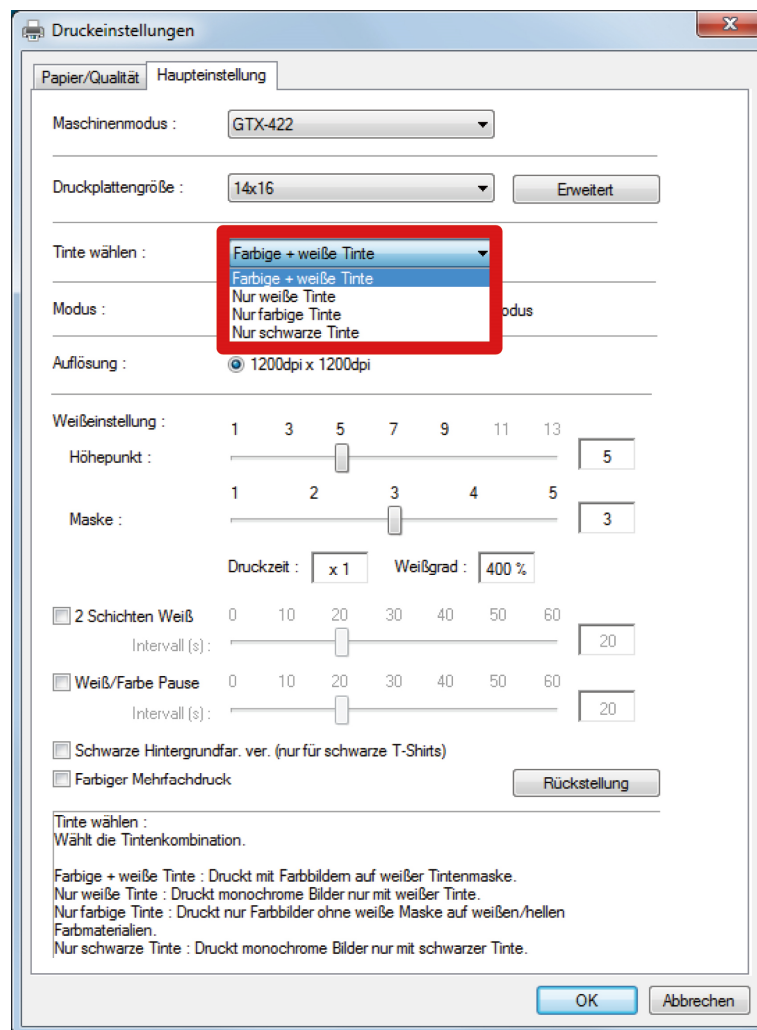 Druckeinstellungen
Papier/Qualität Haupteinstellung
Maschinenmodus : GTX-422
Druckplattengröße : 14x16 Erweitert
Tinte wählen : Farbige + weiße Tinte
Farbige + weiße Tinte
Nur weiße Tinte
Nur farbige Tinte
Nur schwarze Tinte
Modus : odus
Auflösung : 1200dpi x 1200dpi
Weißeinstellung :
1 3 5 7 9 11 13
Höhepunkt : 5
1 2 3 4 5
Maske : 3
Druckzeit : x 1 Weißgrad : 400 %
2 Schichten Weiß 0 10 20 30 40 50 60
Intervall (s) : 20
Weiß/Farbe Pause 0 10 20 30 40 50 60
Intervall (s) : 20
Schwarze Hintergrundfar. ver. (nur für schwarze T-Shirts)
Farbiger Mehrfachdruck Rückstellung
Tinte wählen :
Wählt die Tintenkombination.
Farbige + weiße Tinte : Druckt mit Farbbildern auf weißer Tintenmaske.
Nur weiße Tinte : Druckt monochrome Bilder nur mit weißer Tinte.
Nur farbige Tinte : Druckt nur Farbbilder ohne weiße Maske auf weißen/hellen
Farbmaterialien.
Nur schwarze Tinte : Druckt monochrome Bilder nur mit schwarzer Tinte.
OK Abbrechen